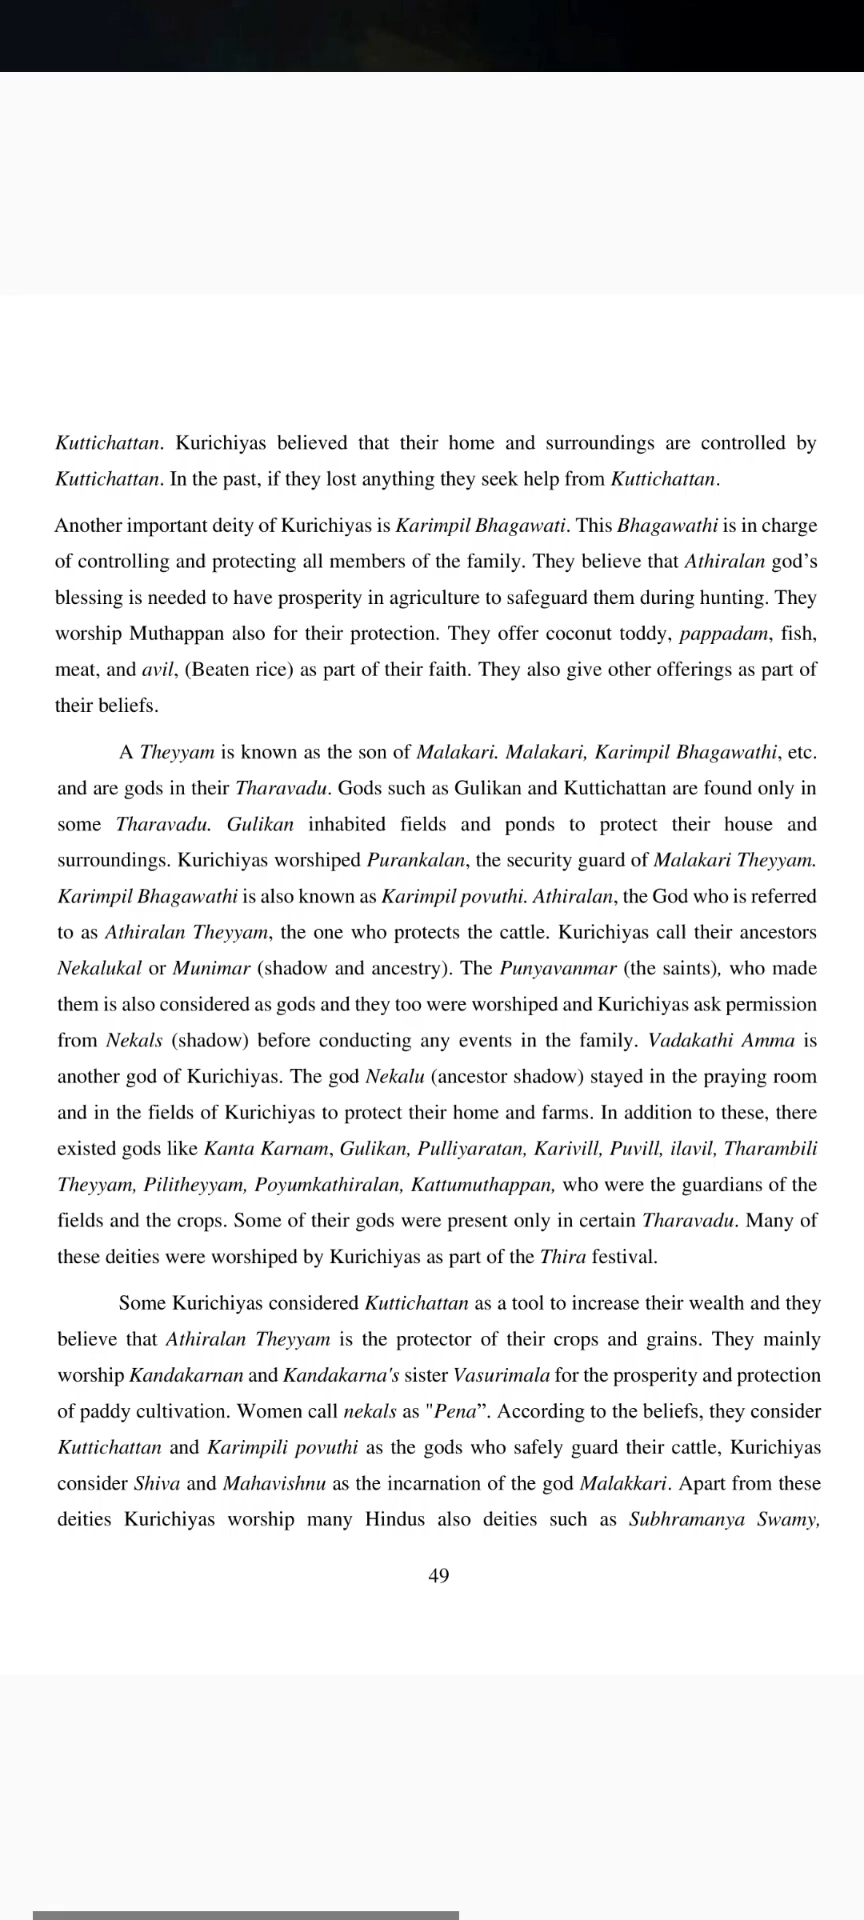 Kuttichattan. Kurichiyas believed that their home and surroundings are controlled by
Kuttichattan. In the past, if they lost anything they seek help from Kuttichattan.
Another important deity of Kurichiyas is Karimpil Bhagawati. This Bhagawathi is in charge
of controlling and protecting all members of the family. They believe that Athiralan god’s
blessing is needed to have prosperity in agriculture to safeguard them during hunting. They
worship Muthappan also for their protection. They offer coconut toddy, pappadam, fish,
meat, and avil, (Beaten rice) as part of their faith. They also give other offerings as part of
their beliefs.
A Theyyam is known as the son of Malakari. Malakari, Karimpil Bhagawathi, etc.
and are gods in their Tharavadu. Gods such as Gulikan and Kuttichattan are found only in
some Tharavadu. Gulikan inhabited fields and ponds to protect their house and
surroundings. Kurichiyas worshiped Purankalan, the security guard of Malakari Theyyam.
Karimpil Bhagawathi is also known as Karimpil povuthi. Athiralan, the God who is referred
to as Athiralan Theyyam, the one who protects the cattle. Kurichiyas call their ancestors
Nekalukal or Munimar (shadow and ancestry). The Punyavanmar (the saints), who made
them is also considered as gods and they too were worshiped and Kurichiyas ask permission
from Nekals (shadow) before conducting any events in the family. Vadakathi Amma is
another god of Kurichiyas. The god Nekalu (ancestor shadow) stayed in the praying room
and in the fields of Kurichiyas to protect their home and farms. In addition to these, there
existed gods like Kanta Karnam, Gulikan, Pulliyaratan, Karivill, Puvill, ilavil, Tharambili
Theyyam, Pilitheyyam, Poyumkathiralan, Kattumuthappan, who were the guardians of the
fields and the crops. Some of their gods were present only in certain Tharavadu. Many of
these deities were worshiped by Kurichiyas as part of the Thira festival.
Some Kurichiyas considered Kuttichattan as a tool to increase their wealth and they
believe that Athiralan Theyyam is the protector of their crops and grains. They mainly
worship Kandakarnan and Kandakarna's sister Vasurimala for the prosperity and protection
of paddy cultivation. Women call nekals as "Pena”. According to the beliefs, they consider
Kuttichattan and Karimpili povuthi as the gods who safely guard their cattle, Kurichiyas
consider Shiva and Mahavishnu as the incarnation of the god Malakkari. Apart from these
deities Kurichiyas worship many Hindus also deities such as Subhramanya Swamy,
49